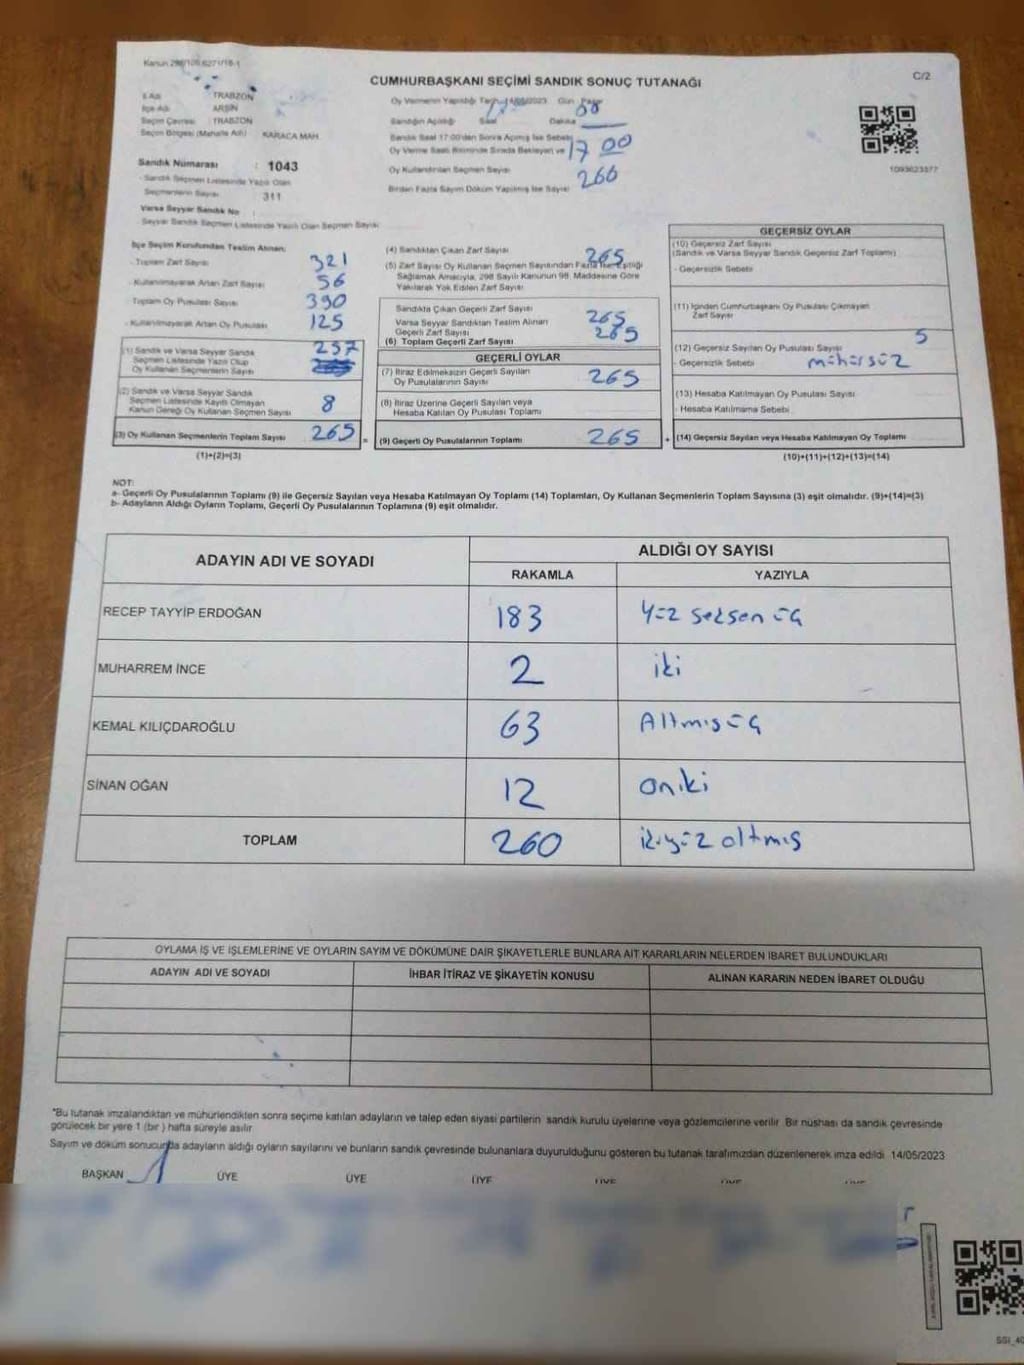 Kanun 298/105,6271/18-1
C/2
CUMHURBAŞKANI SEÇİMİ SANDIK SONUÇ TUTANAĞI
İl Adı TRABZON
İlçe Adı ARSİN
Seçim Çevresi TRABZON
Seçim Bölgesi (Mahalle Adı) KARACA MAH.
Sandık Numarası : 1043
- Sandık Seçmen Listesinde Yazılı Olan
Seçmenlerin Sayısı 311
Varsa Seyyar Sandık No :
- Seyyar Sandık Seçmen Listesinde Yazılı Olan Seçmen Sayısı
Oy Vermenin Yapıldığı Tarih 14/05/2023 Gün Pazar
Sandığın Açıldığı Saat Dakika
Sandık Saat 17:00'den Sonra Açılmış İse Sebebi
Oy Verme Saati Bitiminde Sırada Bekleyen ve 17 00
Oy Kullandırılan Seçmen Sayısı 266
Birden Fazla Sayım Döküm Yapılmış İse Sayısı
1093623377
İlçe Seçim Kurulundan Teslim Alınan;
- Toplam Zarf Sayısı 321
- Kullanılmayarak Artan Zarf Sayısı 56
- Toplam Oy Pusulası Sayısı 390
- Kullanılmayarak Artan Oy Pusulası 125
(1) Sandık ve Varsa Seyyar Sandık 257
Seçmen Listesinde Yazılı Olup
Oy Kullanan Seçmenlerin Sayısı
(2) Sandık ve Varsa Seyyar Sandık
Seçmen Listesinde Kayıtlı Olmayan 8
Kanun Gereği Oy Kullanan Seçmen Sayısı
(3) Oy Kullanan Seçmenlerin Toplam Sayısı 265 =
(1)+(2)=(3)
(4) Sandıktan Çıkan Zarf Sayısı 265
(5) Zarf Sayısı Oy Kullanan Seçmen Sayısından Fazla İse Eşitliği
Sağlamak Amacıyla, 298 Sayılı Kanunun 98. Maddesine Göre
Yakılarak Yok Edilen Zarf Sayısı
Sandıkta Çıkan Geçerli Zarf Sayısı 265
Varsa Seyyar Sandıktan Teslim Alınan
Geçerli Zarf Sayısı
(6) Toplam Geçerli Zarf Sayısı 265
GEÇERLİ OYLAR
(7) İtiraz Edilmeksizin Geçerli Sayılan
Oy Pusulalarının Sayısı 265
(8) İtiraz Üzerine Geçerli Sayılan veya
Hesaba Katılan Oy Pusulası Toplamı
(9) Geçerli Oy Pusulalarının Toplamı 265 +
GEÇERSİZ OYLAR
(10) Geçersiz Zarf Sayısı
(Sandık ve Varsa Seyyar Sandık Geçersiz Zarf Toplamı)
- Geçersizlik Sebebi
(11) İçinden Cumhurbaşkanı Oy Pusulası Çıkmayan
Zarf Sayısı
(12) Geçersiz Sayılan Oy Pusulası Sayısı 5
- Geçersizlik Sebebi mühürsüz
(13) Hesaba Katılmayan Oy Pusulası Sayısı
- Hesaba Katılmama Sebebi
(14) Geçersiz Sayılan veya Hesaba Katılmayan Oy Toplamı
(10)+(11)+(12)+(13)=(14)
NOT:
a- Geçerli Oy Pusulalarının Toplamı (9) ile Geçersiz Sayılan veya Hesaba Katılmayan Oy Toplamı (14) Toplamları, Oy Kullanan Seçmenlerin Toplam Sayısına (3) eşit olmalıdır. (9)+(14)=(3)
b- Adayların Aldığı Oyların Toplamı, Geçerli Oy Pusulalarının Toplamına (9) eşit olmalıdır.
ADAYIN ADI VE SOYADI
ALDIĞI OY SAYISI
RAKAMLA YAZIYLA
RECEP TAYYİP ERDOĞAN 183 Yüz seksen üç
MUHARREM İNCE 2 iki
KEMAL KILIÇDAROĞLU 63 Altmış üç
SİNAN OĞAN 12 oniki
TOPLAM 260 ikiyüz altmış
OYLAMA İŞ VE İŞLEMLERİNE VE OYLARIN SAYIM VE DÖKÜMÜNE DAİR ŞİKAYETLERLE BUNLARA AİT KARARLARIN NELERDEN İBARET BULUNDUKLARI
ADAYIN ADI VE SOYADI İHBAR İTİRAZ VE ŞİKAYETİN KONUSU ALINAN KARARIN NEDEN İBARET OLDUĞU
*Bu tutanak imzalandıktan ve mühürlendikten sonra seçime katılan adayların ve talep eden siyasi partilerin sandık kurulu üyelerine veya gözlemcilerine verilir. Bir nüshası da sandık çevresinde
görülecek bir yere 1 (bir) hafta süreyle asılır
Sayım ve döküm sonucunda adayların aldığı oyların sayılarını ve bunların sandık çevresinde bulunanlara duyurulduğunu gösteren bu tutanak tarafımızdan düzenlenerek imza edildi. 14/05/2023
BAŞKAN ÜYE ÜYE ÜYE ÜYE ÜYE ÜYE